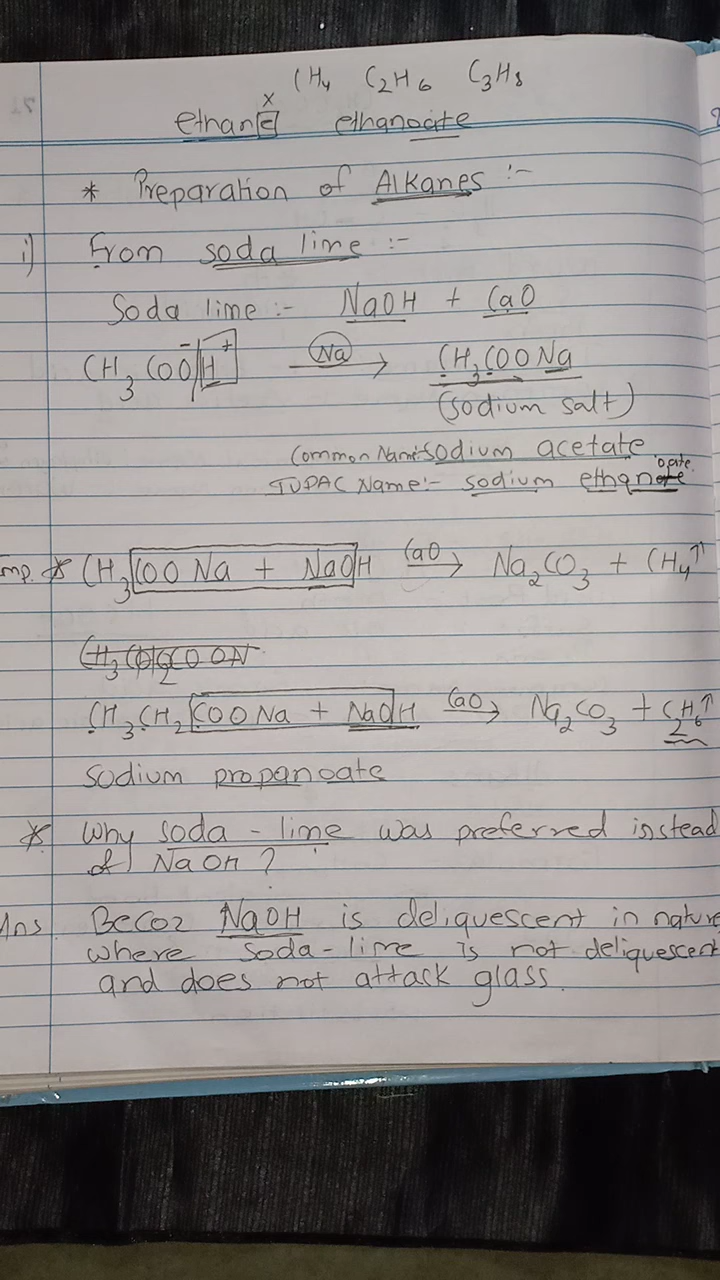 CH4 C2H6 C3H8
x
ethane ethanoate
* Preparation of Alkanes :-
i) From soda lime :-
Soda lime :- NaOH + CaO
CH3COO- H+ Na → CH3COONa
(sodium salt)
Common Name:- sodium acetate
IUPAC Name:- sodium ethanoate
Imp. * CH3COONa + NaOH CaO → Na2CO3 + CH4↑
CH3CH2COON
CH3CH2COONa + NaOH CaO → Na2CO3 + C2H6↑
sodium propanoate
* Why soda-lime was preferred instead
of NaOH ?
Ans. Becoz NaOH is deliquescent in nature
where soda-lime is not deliquescent
and does not attack glass.